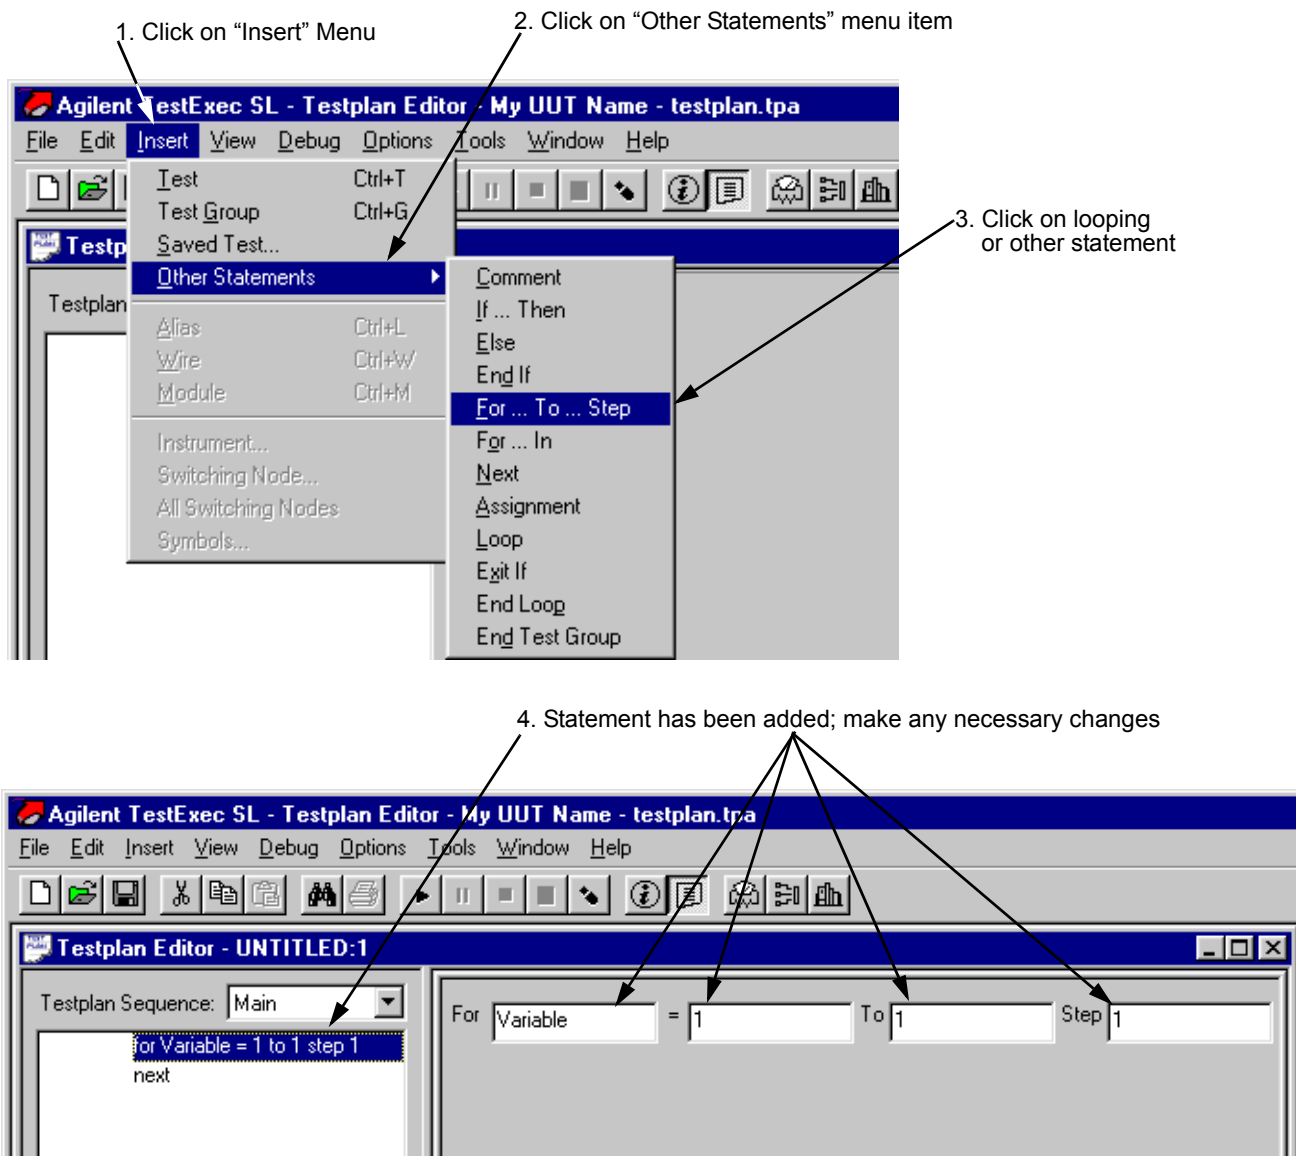 1. Click on “Insert” Menu
2. Click on “Other Statements” menu item
Agilent TestExec SL - Testplan Editor - My UUT Name - testplan.tpa
File Edit Insert View Debug Options Tools Window Help
Test Ctrl+T
Test Group Ctrl+G
Saved Test...
Other Statements
Alias Ctrl+L
Wire Ctrl+W
Module Ctrl+M
Instrument...
Switching Node...
All Switching Nodes
Symbols...
Testp
Testplan
Comment
If ... Then
Else
End If
For ... To ... Step
For ... In
Next
Assignment
Loop
Exit If
End Loop
End Test Group
3. Click on looping
or other statement
4. Statement has been added; make any necessary changes
Agilent TestExec SL - Testplan Editor - My UUT Name - testplan.tpa
File Edit Insert View Debug Options Tools Window Help
Testplan Editor - UNTITLED:1
Testplan Sequence: Main
for Variable = 1 to 1 step 1
next
For Variable = 1 To 1 Step 1